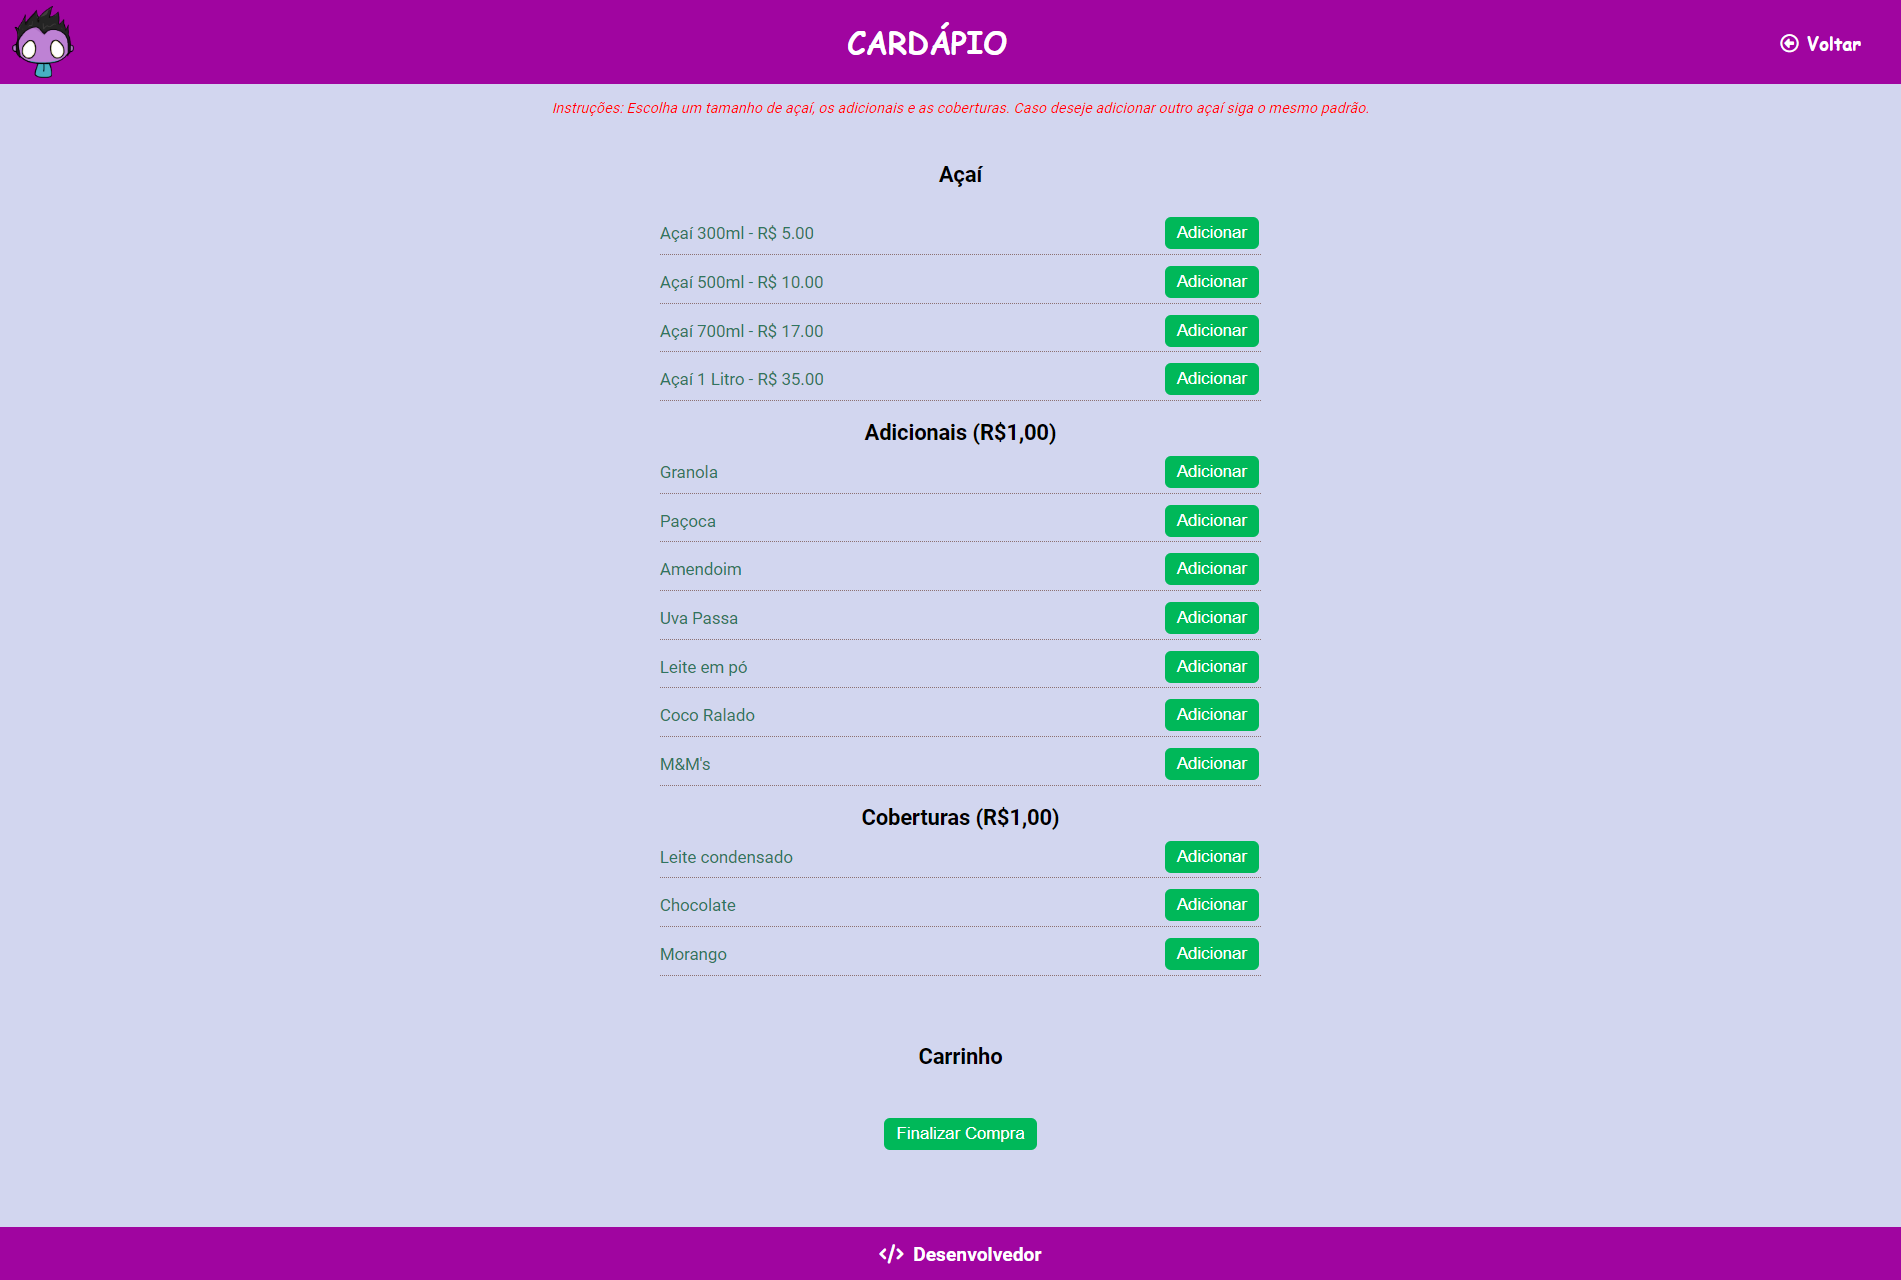 CARDÁPIO
Voltar
Instruções: Escolha um tamanho de açaí, os adicionais e as coberturas. Caso deseje adicionar outro açaí siga o mesmo padrão.
Açaí
Açaí 300ml - R$ 5.00 Adicionar
Açaí 500ml - R$ 10.00 Adicionar
Açaí 700ml - R$ 17.00 Adicionar
Açaí 1 Litro - R$ 35.00 Adicionar
Adicionais (R$1,00)
Granola Adicionar
Paçoca Adicionar
Amendoim Adicionar
Uva Passa Adicionar
Leite em pó Adicionar
Coco Ralado Adicionar
M&M's Adicionar
Coberturas (R$1,00)
Leite condensado Adicionar
Chocolate Adicionar
Morango Adicionar
Carrinho
Finalizar Compra
Desenvolvedor